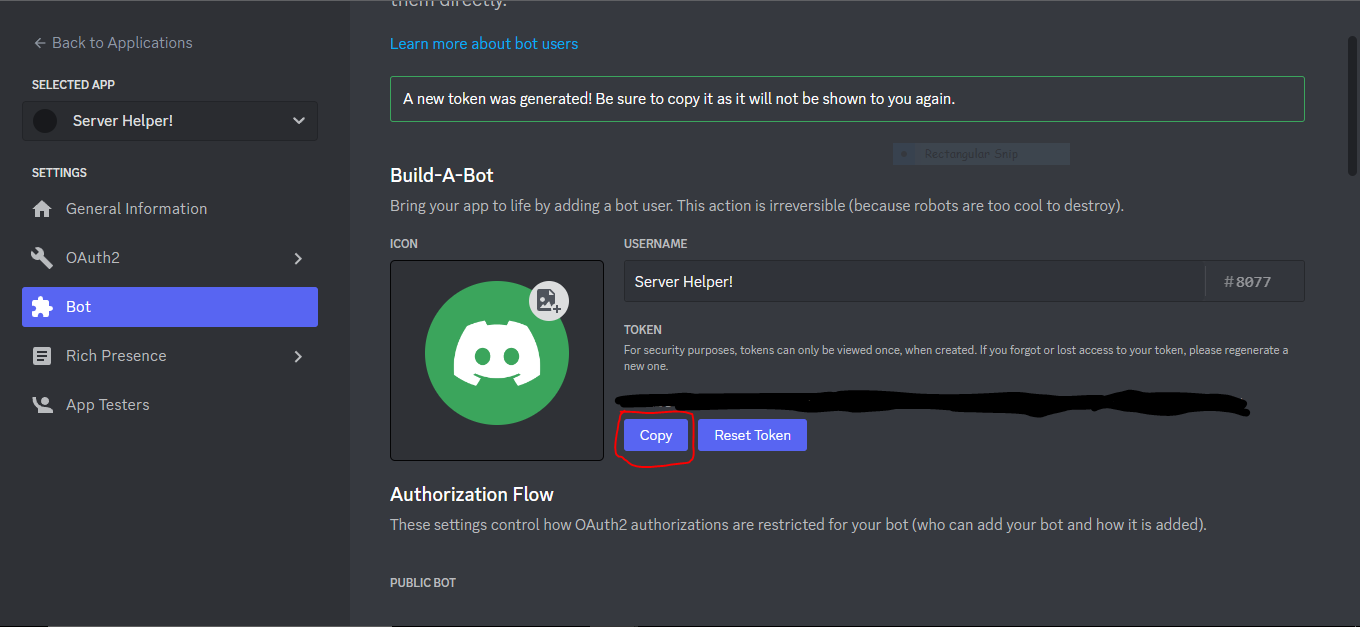 them directly.
← Back to Applications
Learn more about bot users
SELECTED APP
Server Helper!
A new token was generated! Be sure to copy it as it will not be shown to you again.
Rectangular Snip
SETTINGS
General Information
OAuth2
Bot
Rich Presence
App Testers
Build-A-Bot
Bring your app to life by adding a bot user. This action is irreversible (because robots are too cool to destroy).
ICON
USERNAME
Server Helper!
#8077
TOKEN
For security purposes, tokens can only be viewed once, when created. If you forgot or lost access to your token, please regenerate a
new one.
Copy
Reset Token
Authorization Flow
These settings control how OAuth2 authorizations are restricted for your bot (who can add your bot and how it is added).
PUBLIC BOT